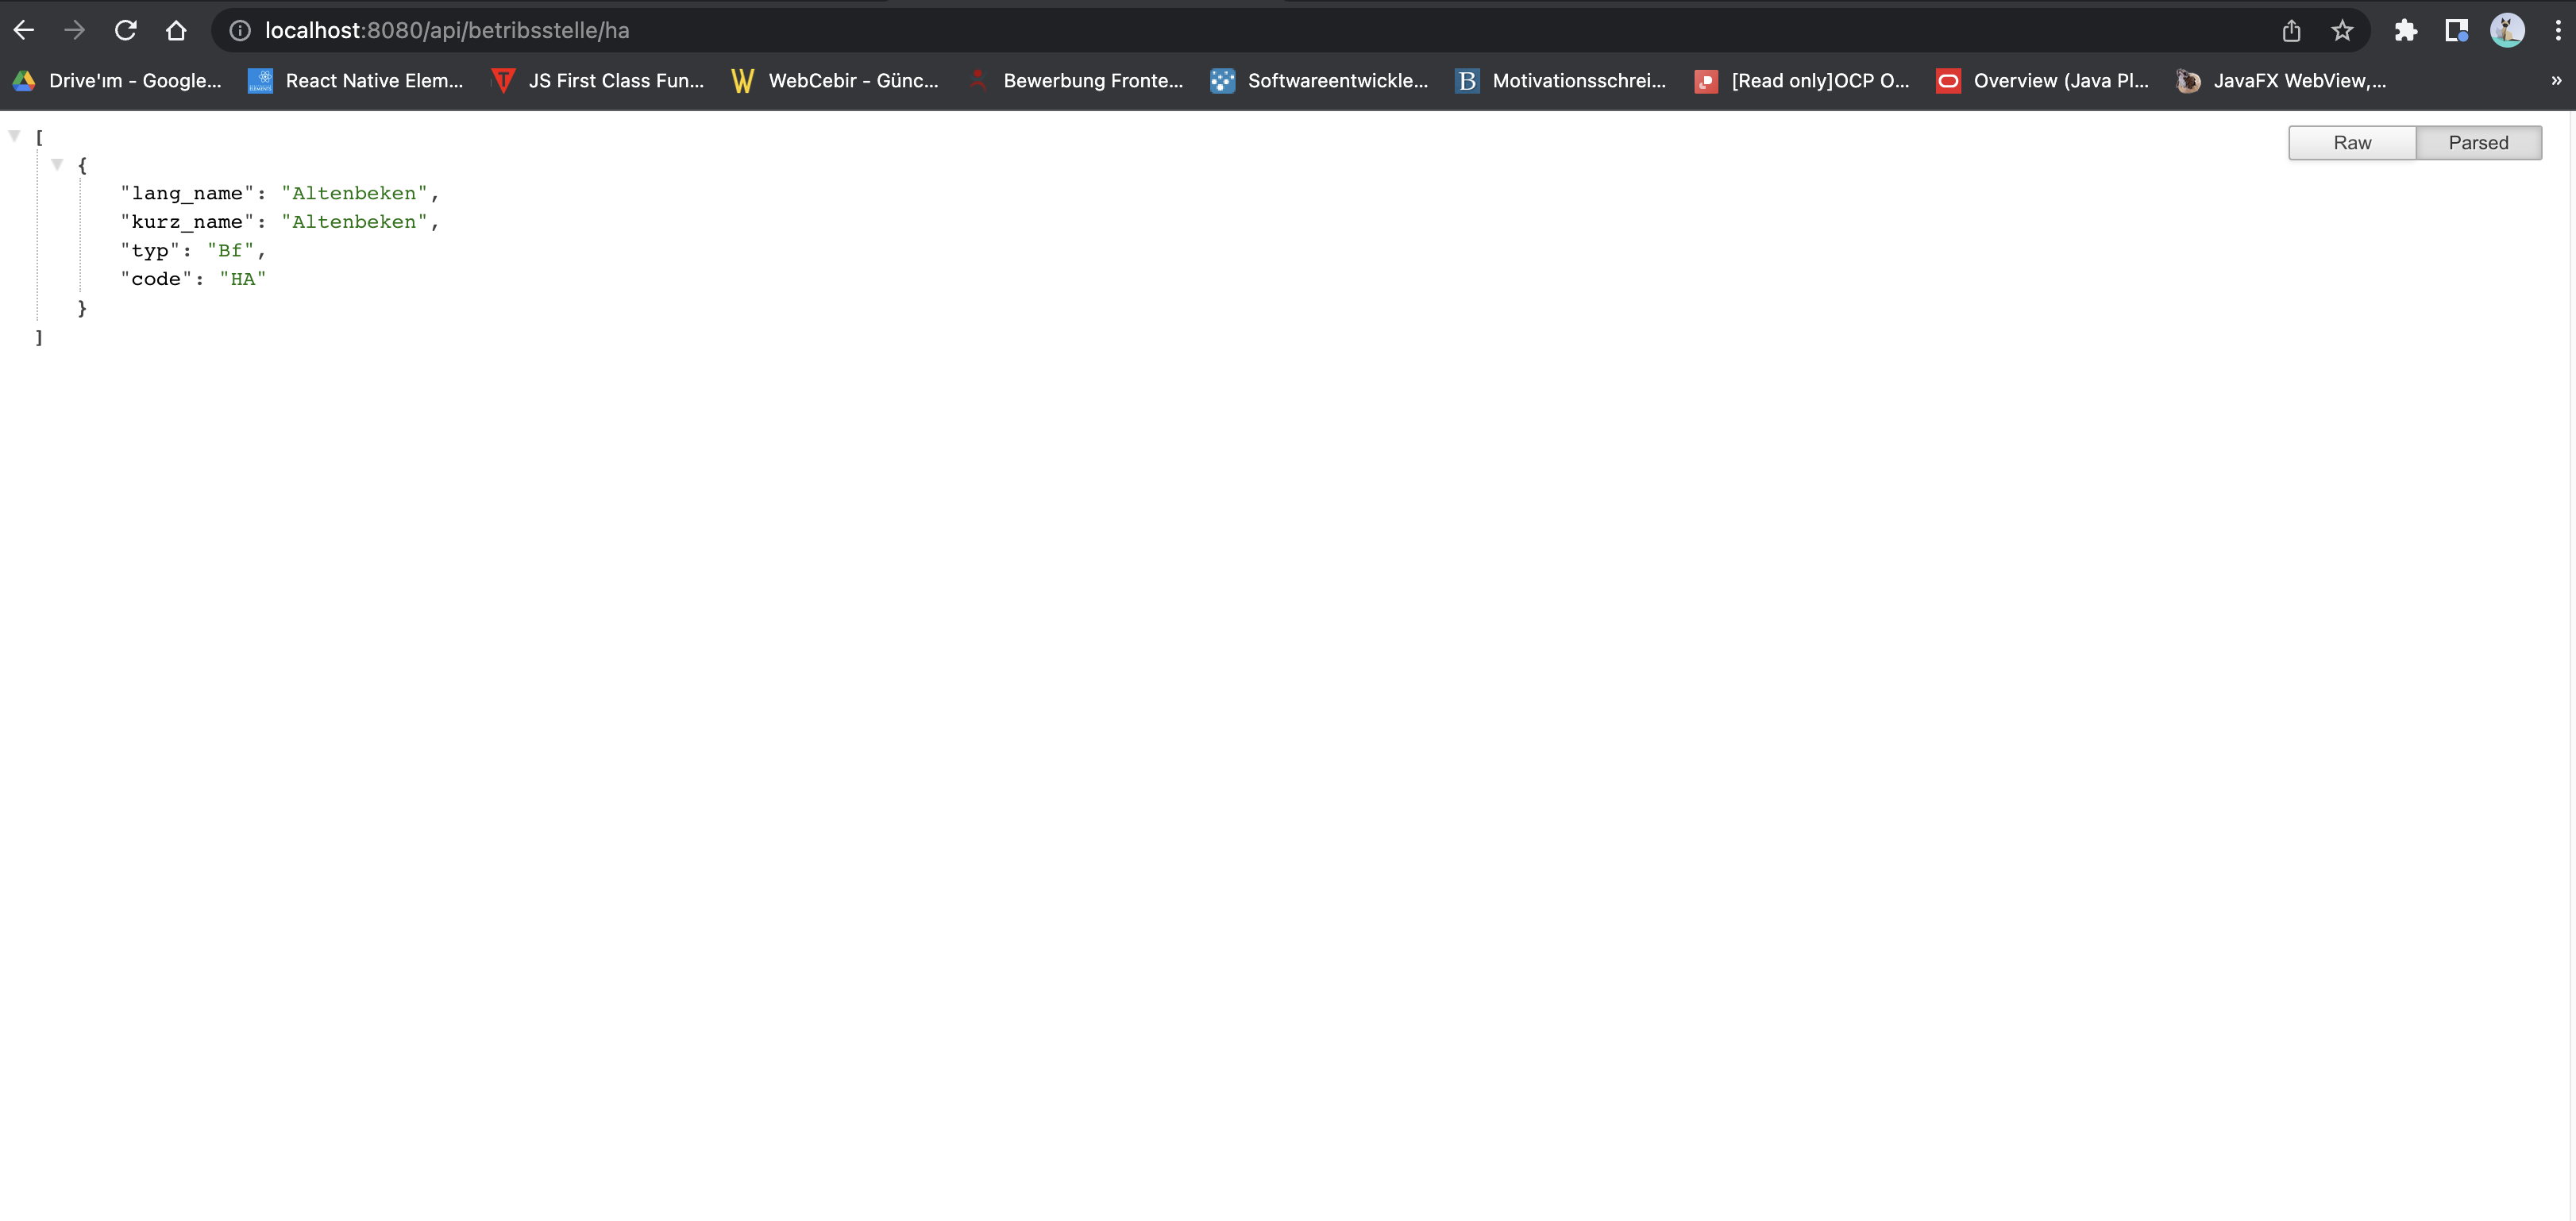 localhost:8080/api/betribsstelle/ha
Drive'ım - Google... React Native Elem... JS First Class Fun... WebCebir - Günc... Bewerbung Fronte... Softwareentwickle... Motivationsschrei... [Read only]OCP O... Overview (Java Pl... JavaFX WebView,... »
Raw Parsed
[
{
"lang_name": "Altenbeken",
"kurz_name": "Altenbeken",
"typ": "Bf",
"code": "HA"
}
]